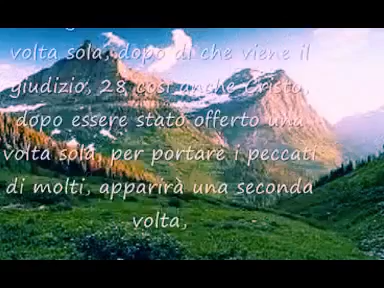 volta sola, dopo di che viene il
giudizio, 28 così anche Cristo,
dopo essere stato offerto una
volta sola, per portare i peccati
di molti, apparirà una seconda
volta,